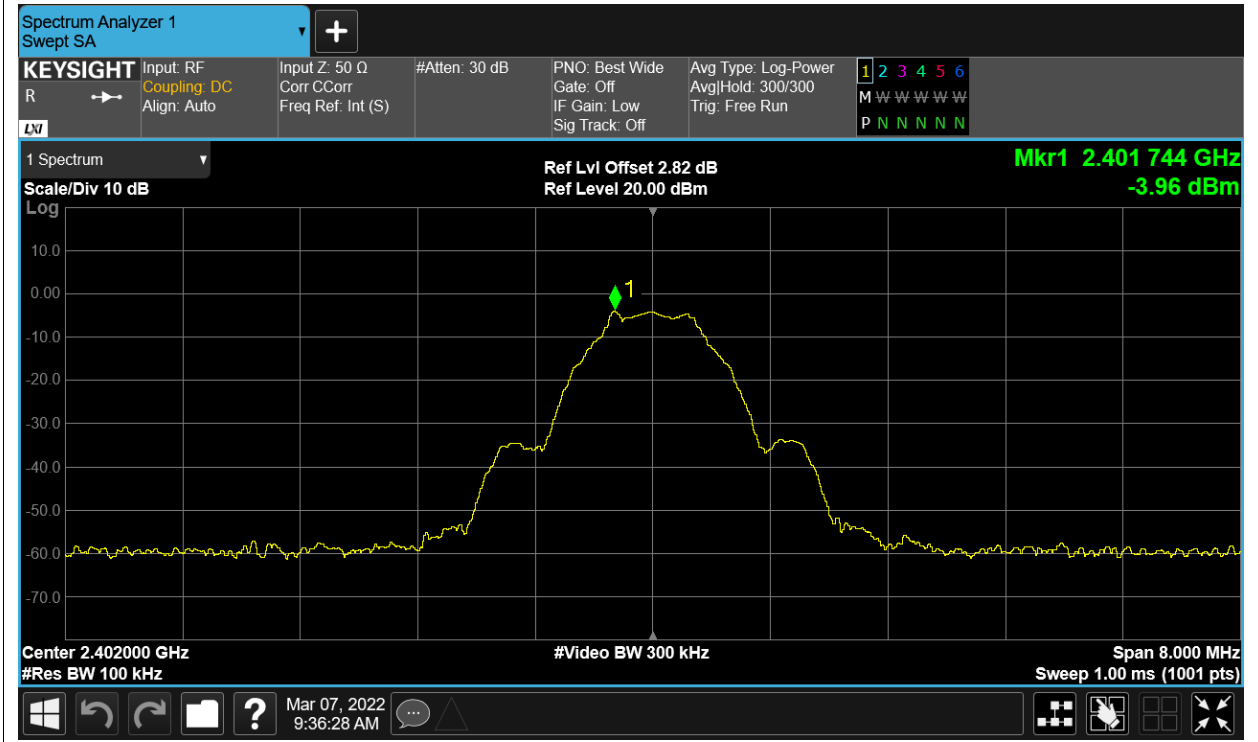 Spectrum Analyzer 1
Swept SA
KEYSIGHT
R
LXI
Input: RF
Coupling: DC
Align: Auto
Input Z: 50 Ω
Corr CCorr
Freq Ref: Int (S)
#Atten: 30 dB
PNO: Best Wide
Gate: Off
IF Gain: Low
Sig Track: Off
Avg Type: Log-Power
Avg|Hold: 300/300
Trig: Free Run
1 2 3 4 5 6
M W W W W W W
P N N N N N N
1 Spectrum
Scale/Div 10 dB
Ref Lvl Offset 2.82 dB
Ref Level 20.00 dBm
Mkr1 2.401 744 GHz
-3.96 dBm
Log
10.0
0.00
-10.0
-20.0
-30.0
-40.0
-50.0
-60.0
-70.0
1
Center 2.402000 GHz
#Res BW 100 kHz
#Video BW 300 kHz
Span 8.000 MHz
Sweep 1.00 ms (1001 pts)
?
Mar 07, 2022
9:36:28 AM